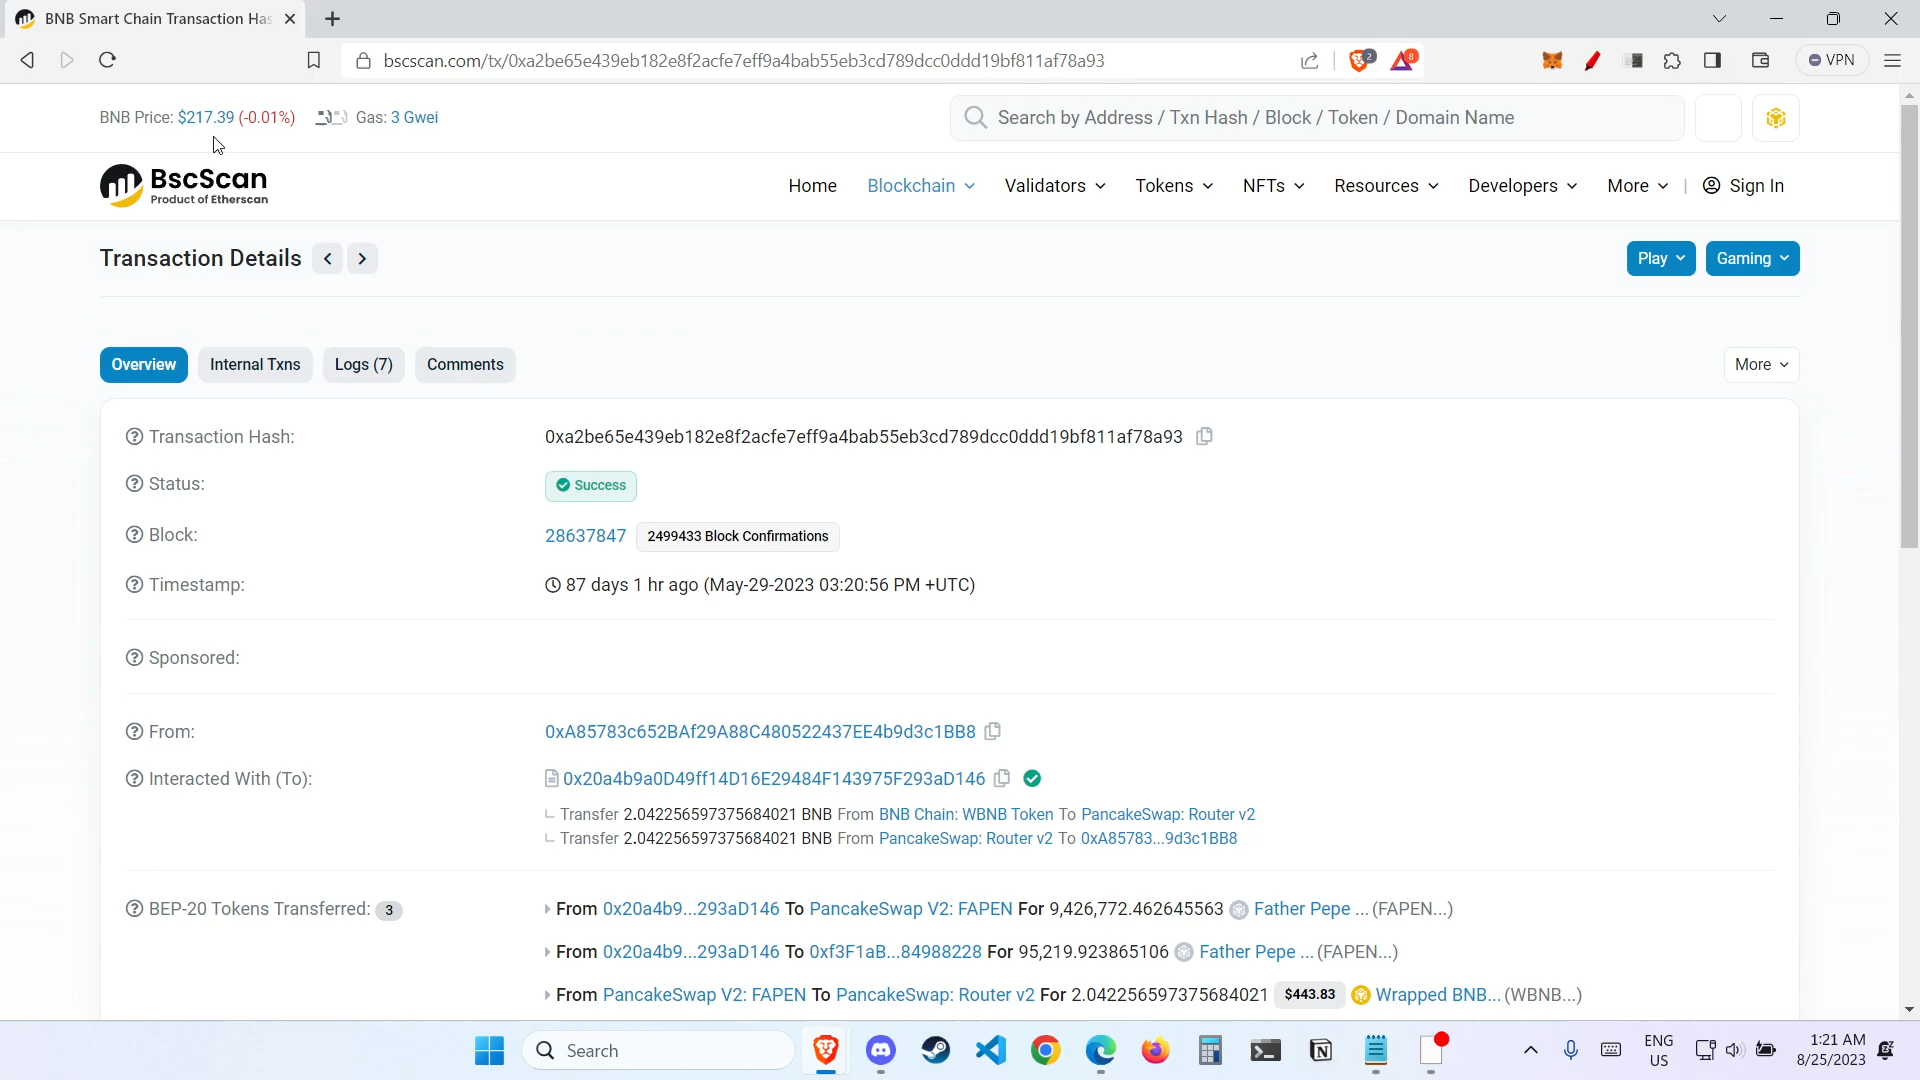 BNB Smart Chain Transaction Has
bscscan.com/tx/0xa2be65e439eb182e8f2acfe7eff9a4bab55eb3cd789dcc0ddd19bf811af78a93
2
8
VPN
BNB Price: $217.39 (-0.01%) Gas: 3 Gwei
Search by Address / Txn Hash / Block / Token / Domain Name
BscScan
Product of Etherscan
Home Blockchain Validators Tokens NFTs Resources Developers More | Sign In
Transaction Details
Play
Gaming
Overview
Internal Txns
Logs (7)
Comments
More
Transaction Hash: 0xa2be65e439eb182e8f2acfe7eff9a4bab55eb3cd789dcc0ddd19bf811af78a93
Status: Success
Block: 28637847 2499433 Block Confirmations
Timestamp: 87 days 1 hr ago (May-29-2023 03:20:56 PM +UTC)
Sponsored:
From: 0xA85783c652BAf29A88C480522437EE4b9d3c1BB8
Interacted With (To): 0x20a4b9a0D49ff14D16E29484F143975F293aD146
Transfer 2.042256597375684021 BNB From BNB Chain: WBNB Token To PancakeSwap: Router v2
Transfer 2.042256597375684021 BNB From PancakeSwap: Router v2 To 0xA85783...9d3c1BB8
BEP-20 Tokens Transferred: 3
From 0x20a4b9...293aD146 To PancakeSwap V2: FAPEN For 9,426,772.462645563 Father Pepe ... (FAPEN...)
From 0x20a4b9...293aD146 To 0xf3F1aB...84988228 For 95,219.923865106 Father Pepe ... (FAPEN...)
From PancakeSwap V2: FAPEN To PancakeSwap: Router v2 For 2.042256597375684021 $443.83 Wrapped BNB... (WBNB...)
Search
ENG
US
1:21 AM
8/25/2023